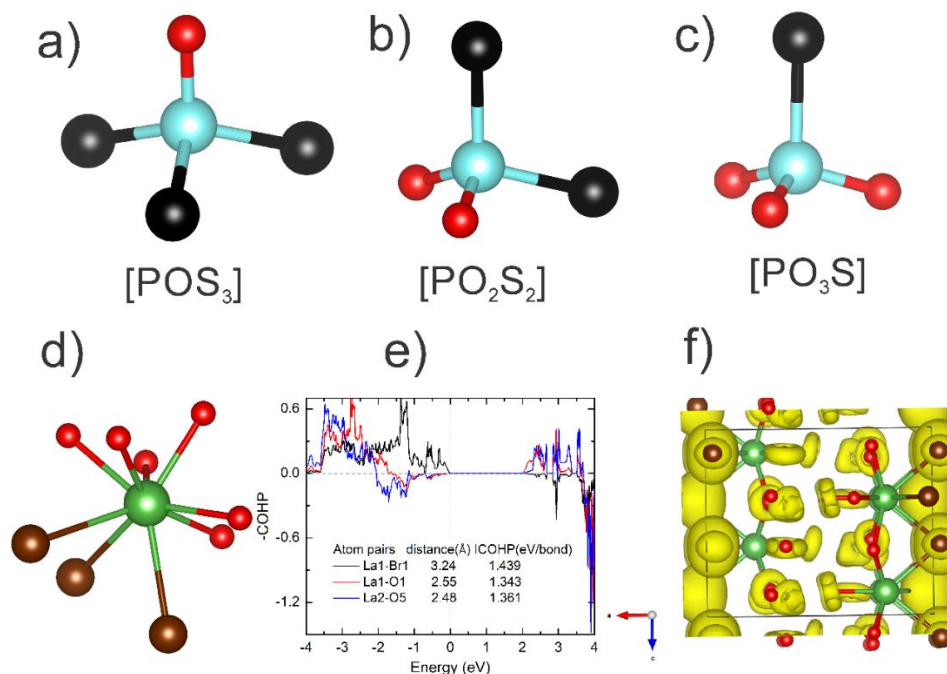 a)
b)
c)
[POS3]
[PO2S2]
[PO3S]
d)
e)
f)
-COHP
0.6
0.0
-0.6
-1.2
Atom pairs distance(Å) ICOHP(eV/bond)
La1-Br1 3.24 1.439
La1-O1 2.55 1.343
La2-O5 2.48 1.361
-4 -3 -2 -1 0 1 2 3 4
Energy (eV)
a
c